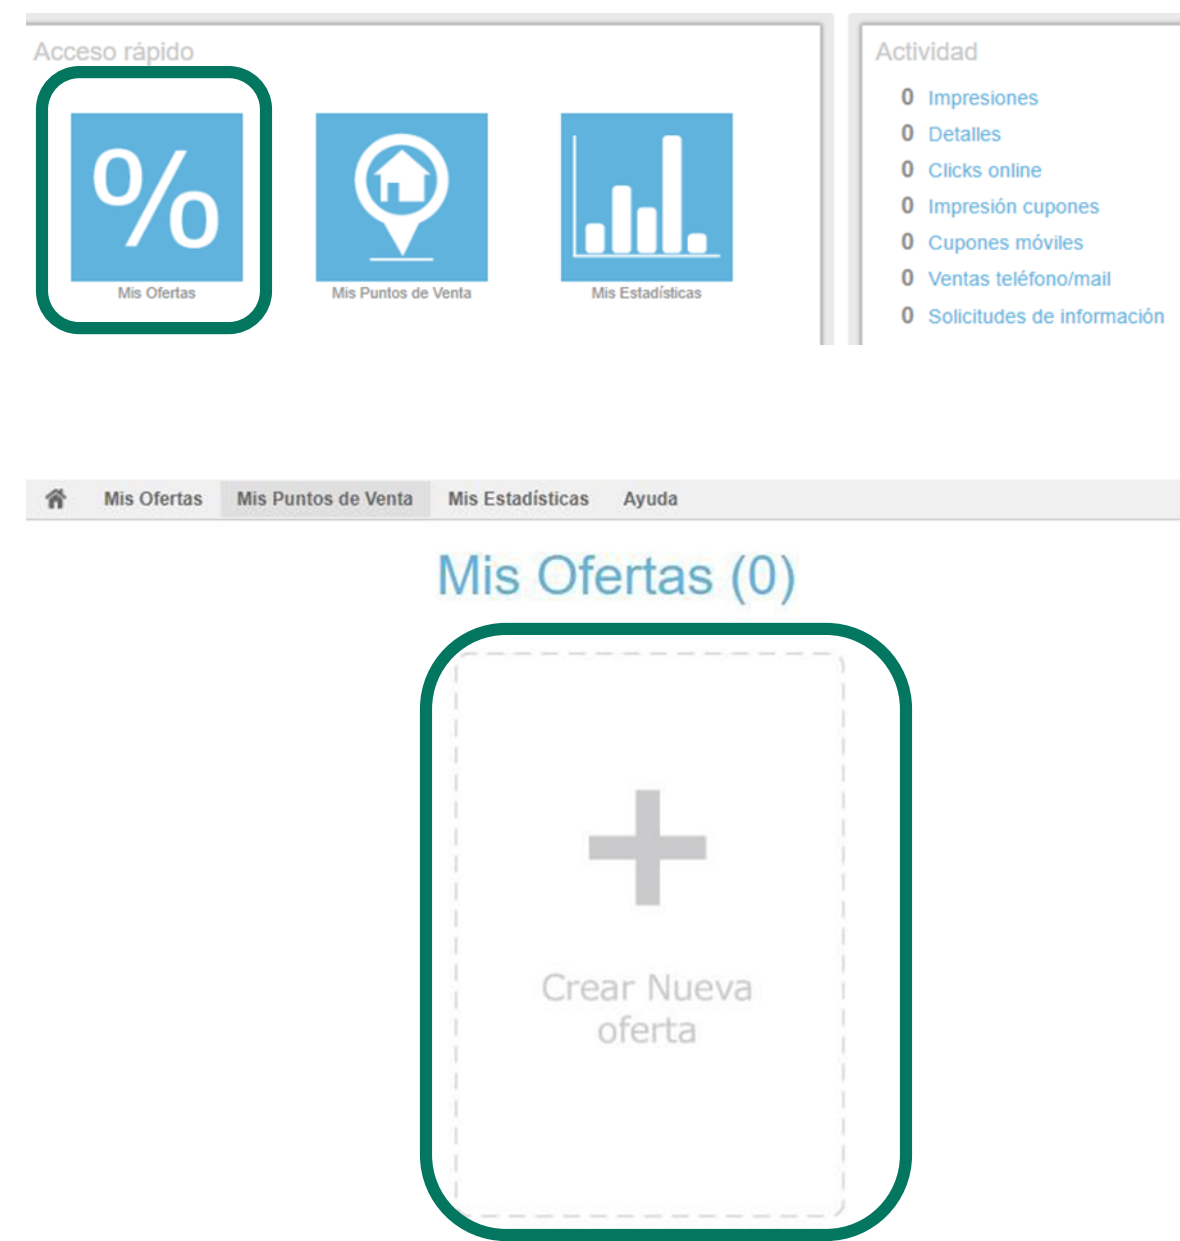 Acceso rápido
%
Mis Ofertas
Mis Puntos de Venta
Mis Estadísticas
Actividad
0 Impresiones
0 Detalles
0 Clicks online
0 Impresión cupones
0 Cupones móviles
0 Ventas teléfono/mail
0 Solicitudes de información
Mis Ofertas Mis Puntos de Venta Mis Estadísticas Ayuda
Mis Ofertas (0)
Crear Nueva
oferta